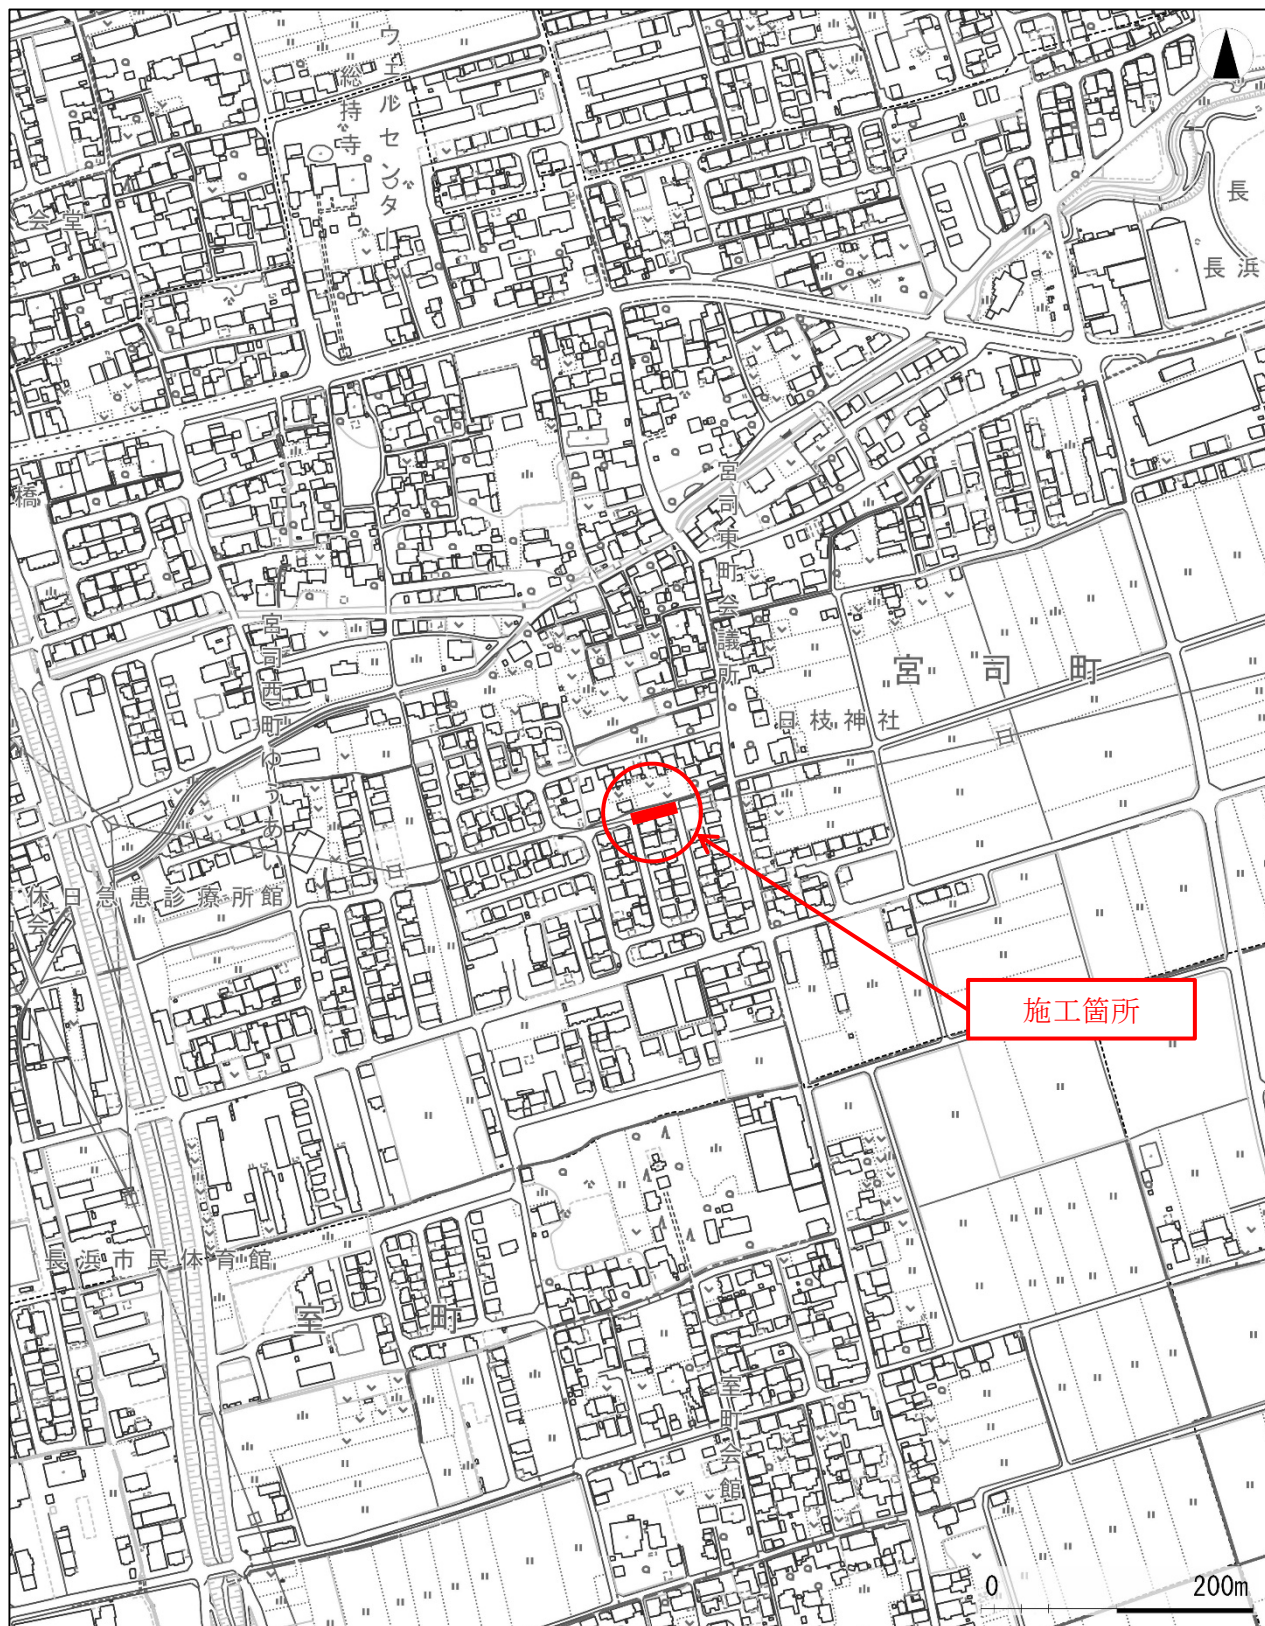 ウエルセンター
総持寺
会堂
長
長浜
橋
宮司東町会議所
宮司西町ゆうあ
宮司町
日枝神社
休日急患診療所館
会
施工箇所
長浜市民体育館
室町
室町会館
0 200m